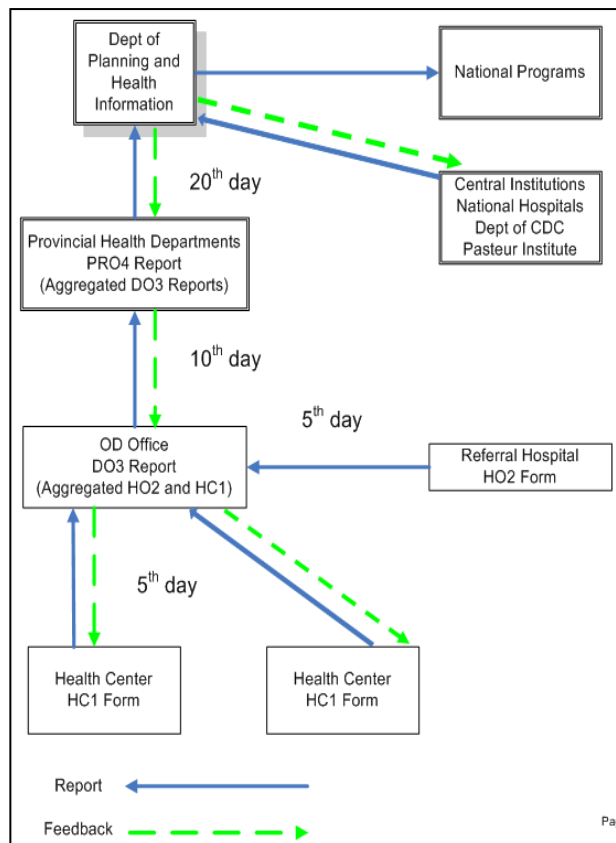 Dept of
Planning and
Health
Information
National Programs
20th day
Central Institutions
National Hospitals
Dept of CDC
Pasteur Institute
Provincial Health Departments
PRO4 Report
(Aggregated DO3 Reports)
10th day
5th day
OD Office
DO3 Report
(Aggregated HO2 and HC1)
Referral Hospital
HO2 Form
5th day
Health Center
HC1 Form
Health Center
HC1 Form
Report
Feedback
Pa